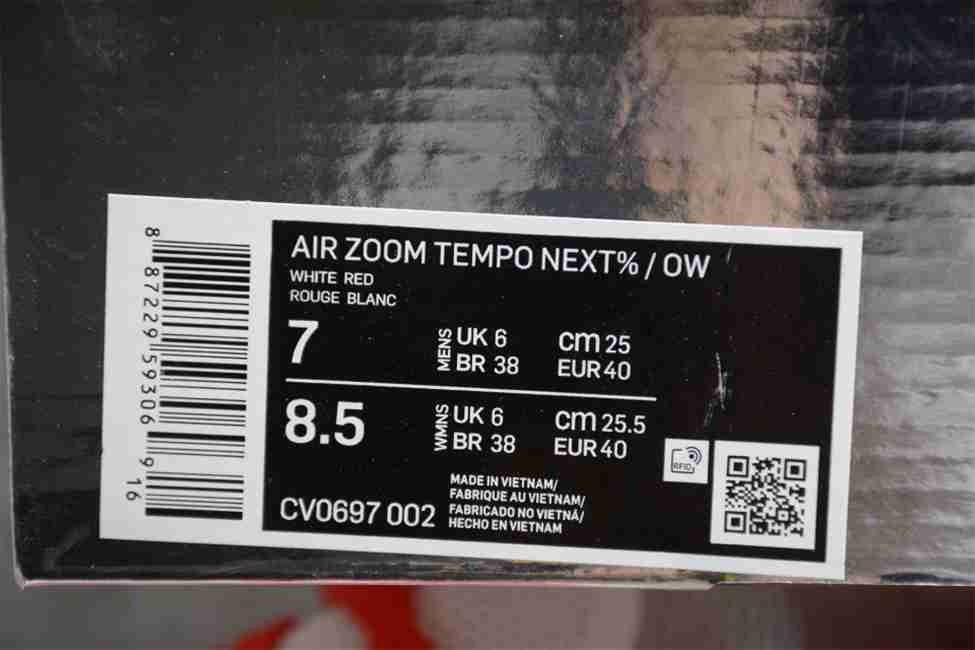 AIR ZOOM TEMPO NEXT% / OW
WHITE RED
ROUGE BLANC
7 MENS UK 6 cm 25
BR 38 EUR 40
8.5 WMNS UK 6 cm 25.5
BR 38 EUR 40
CV0697 002
MADE IN VIETNAM/
FABRIQUE AU VIETNAM/
FABRICADO NO VIETNÃ/
HECHO EN VIETNAM
RFID
8 87229 59306 9 16